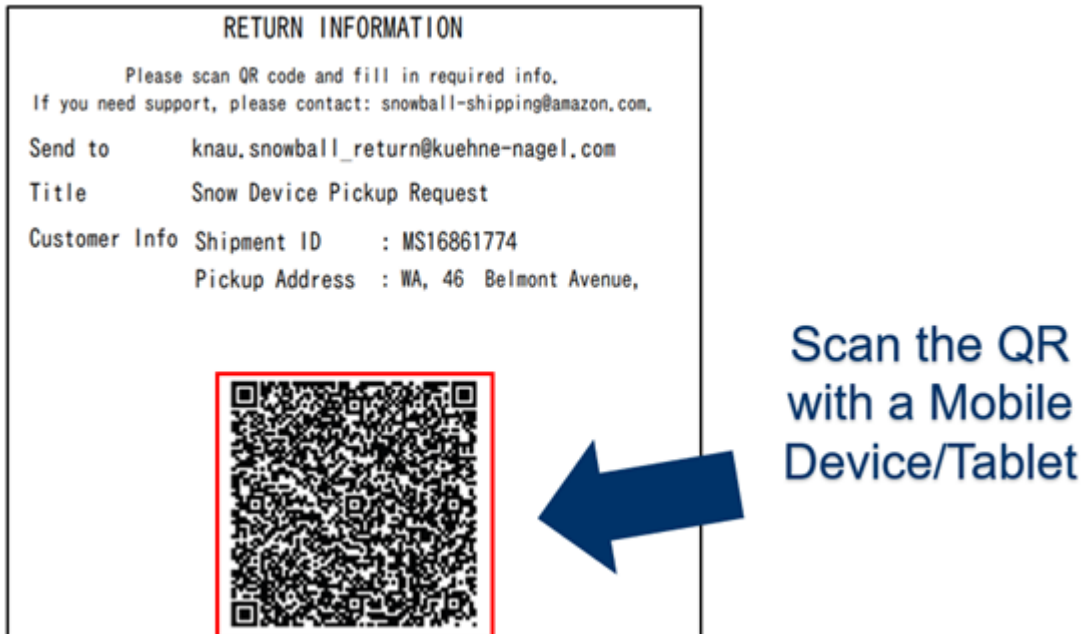 RETURN INFORMATION
Please scan QR code and fill in required info.
If you need support, please contact: snowball-shipping@amazon.com.
Send to knau.snowball_return@kuehne-nagel.com
Title Snow Device Pickup Request
Customer Info Shipment ID : MS16861774
Pickup Address : WA, 46 Belmont Avenue,
Scan the QR
with a Mobile
Device/Tablet